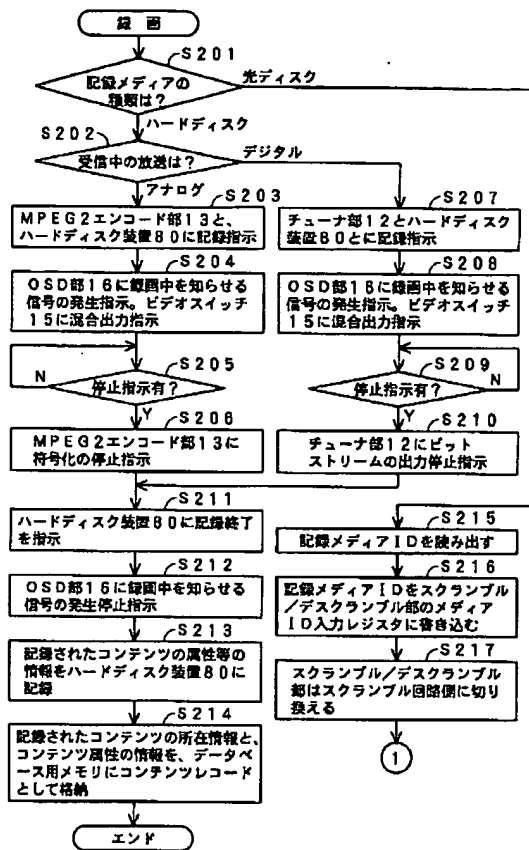 録 画
S201
記録メディアの
種類は?
光ディスク
ハードディスク
S202
受信中の放送は?
デジタル
アナログ
S203
MPEG2エンコード部13と、
ハードディスク装置80に記録指示
S204
OSD部16に録画中を知らせる
信号の発生指示。ビデオスイッチ
15に混合出力指示
S205
N
停止指示有?
Y
S206
MPEG2エンコード部13に
符号化の停止指示
S207
チューナ部12とハードディスク
装置80とに記録指示
S208
OSD部16に録画中を知らせる
信号の発生指示。ビデオスイッチ
15に混合出力指示
S209
停止指示有?
N
Y
S210
チューナ部12にビット
ストリームの出力停止指示
S211
ハードディスク装置80に記録終了
を指示
S212
OSD部16に録画中を知らせる
信号の発生停止指示
S213
記録されたコンテンツの属性等の
情報をハードディスク装置80に
記録
S214
記録されたコンテンツの所在情報と、
コンテンツ属性の情報を、データベ
ース用メモリにコンテンツレコード
として格納
エンド
S215
記録メディアIDを読み出す
S216
記録メディアIDをスクランブル
/デスクランブル部のメディア
ID入力レジスタに書き込む
S217
スクランブル/デスクランブル
部はスクランブル回路側に切り
換える
1